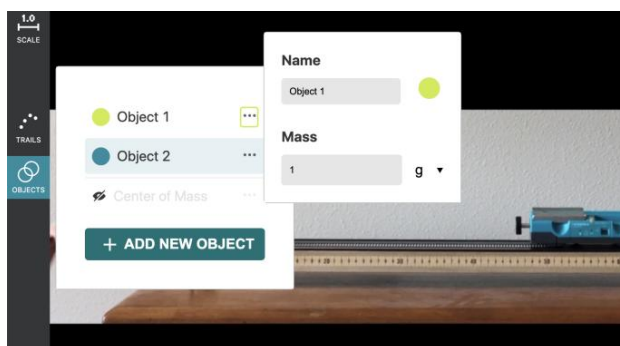 1.0
SCALE
TRAILS
OBJECTS
Object 1
Object 2
Center of Mass
+ ADD NEW OBJECT
Name
Object 1
Mass
1
g